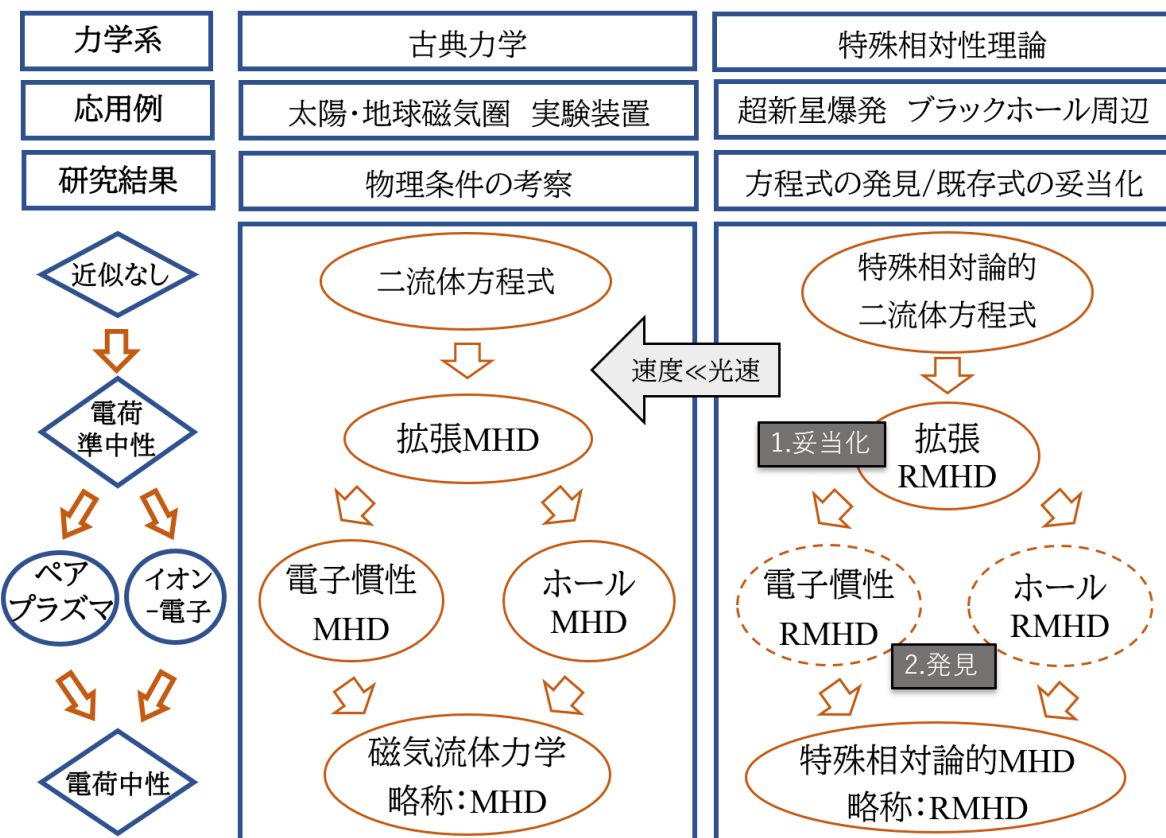 力学系
古典力学
特殊相対性理論
応用例
太陽・地球磁気圏 実験装置
超新星爆発 ブラックホール周辺
研究結果
物理条件の考察
方程式の発見/既存式の妥当化
近似なし
二流体方程式
特殊相対論的
二流体方程式
速度≪光速
電荷
準中性
拡張MHD
1.妥当化
拡張
RMHD
ペア
プラズマ
イオン
-電子
電子慣性
MHD
ホール
MHD
電子慣性
RMHD
ホール
RMHD
2.発見
電荷中性
磁気流体力学
略称:MHD
特殊相対論的MHD
略称:RMHD